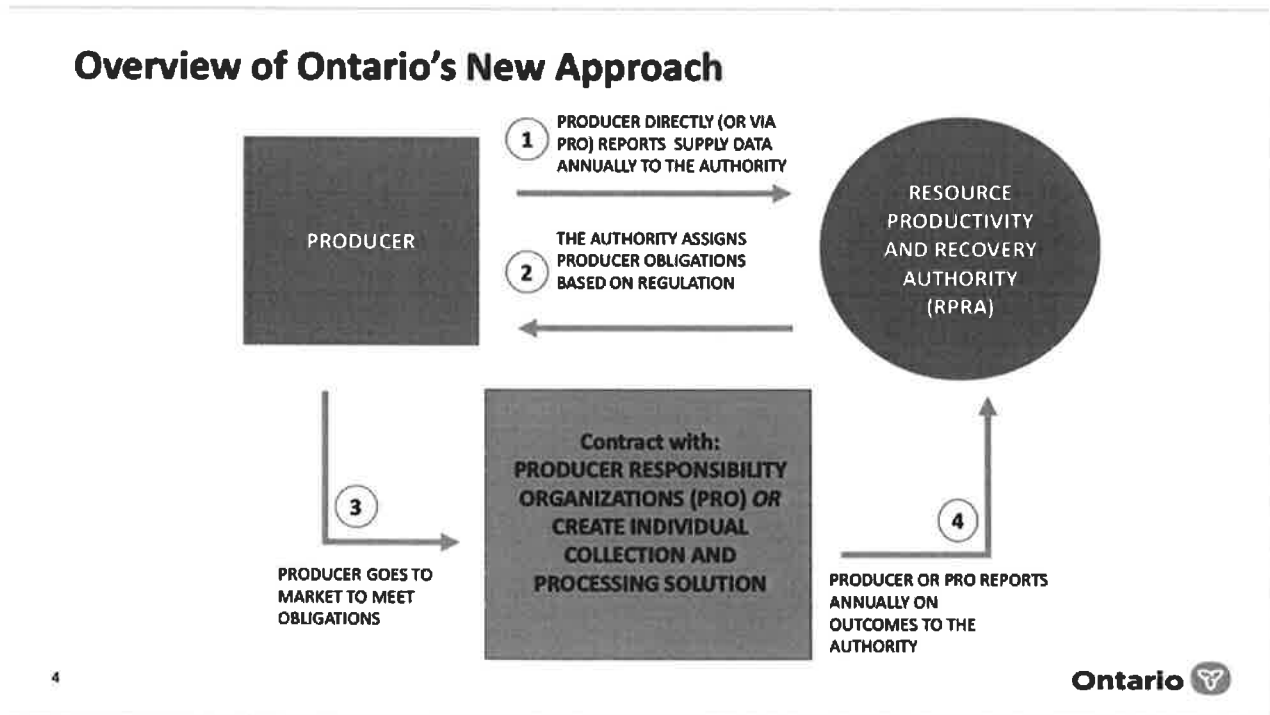 Overview of Ontario's New Approach
PRODUCER
1
PRODUCER DIRECTLY (OR VIA
PRO) REPORTS SUPPLY DATA
ANNUALLY TO THE AUTHORITY
2
THE AUTHORITY ASSIGNS
PRODUCER OBLIGATIONS
BASED ON REGULATION
RESOURCE
PRODUCTIVITY
AND RECOVERY
AUTHORITY
(RPRA)
3
PRODUCER GOES TO
MARKET TO MEET
OBLIGATIONS
Contract with:
PRODUCER RESPONSIBILITY
ORGANIZATIONS (PRO) OR
CREATE INDIVIDUAL
COLLECTION AND
PROCESSING SOLUTION
4
PRODUCER OR PRO REPORTS
ANNUALLY ON
OUTCOMES TO THE
AUTHORITY
4
Ontario